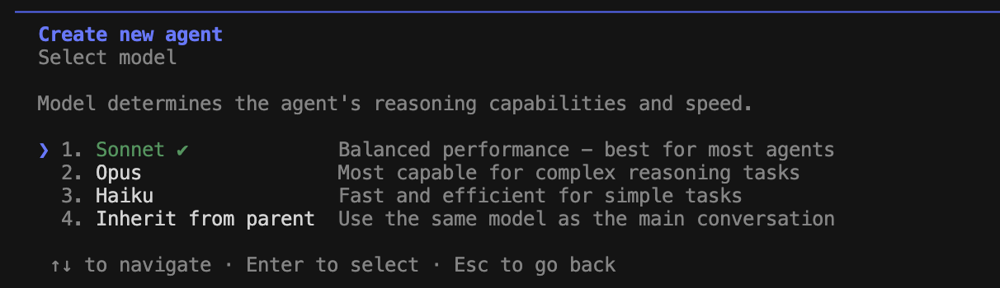 Create new agent
Select model
Model determines the agent's reasoning capabilities and speed.
❯ 1. Sonnet ✔ Balanced performance – best for most agents
2. Opus Most capable for complex reasoning tasks
3. Haiku Fast and efficient for simple tasks
4. Inherit from parent Use the same model as the main conversation
↑↓ to navigate · Enter to select · Esc to go back